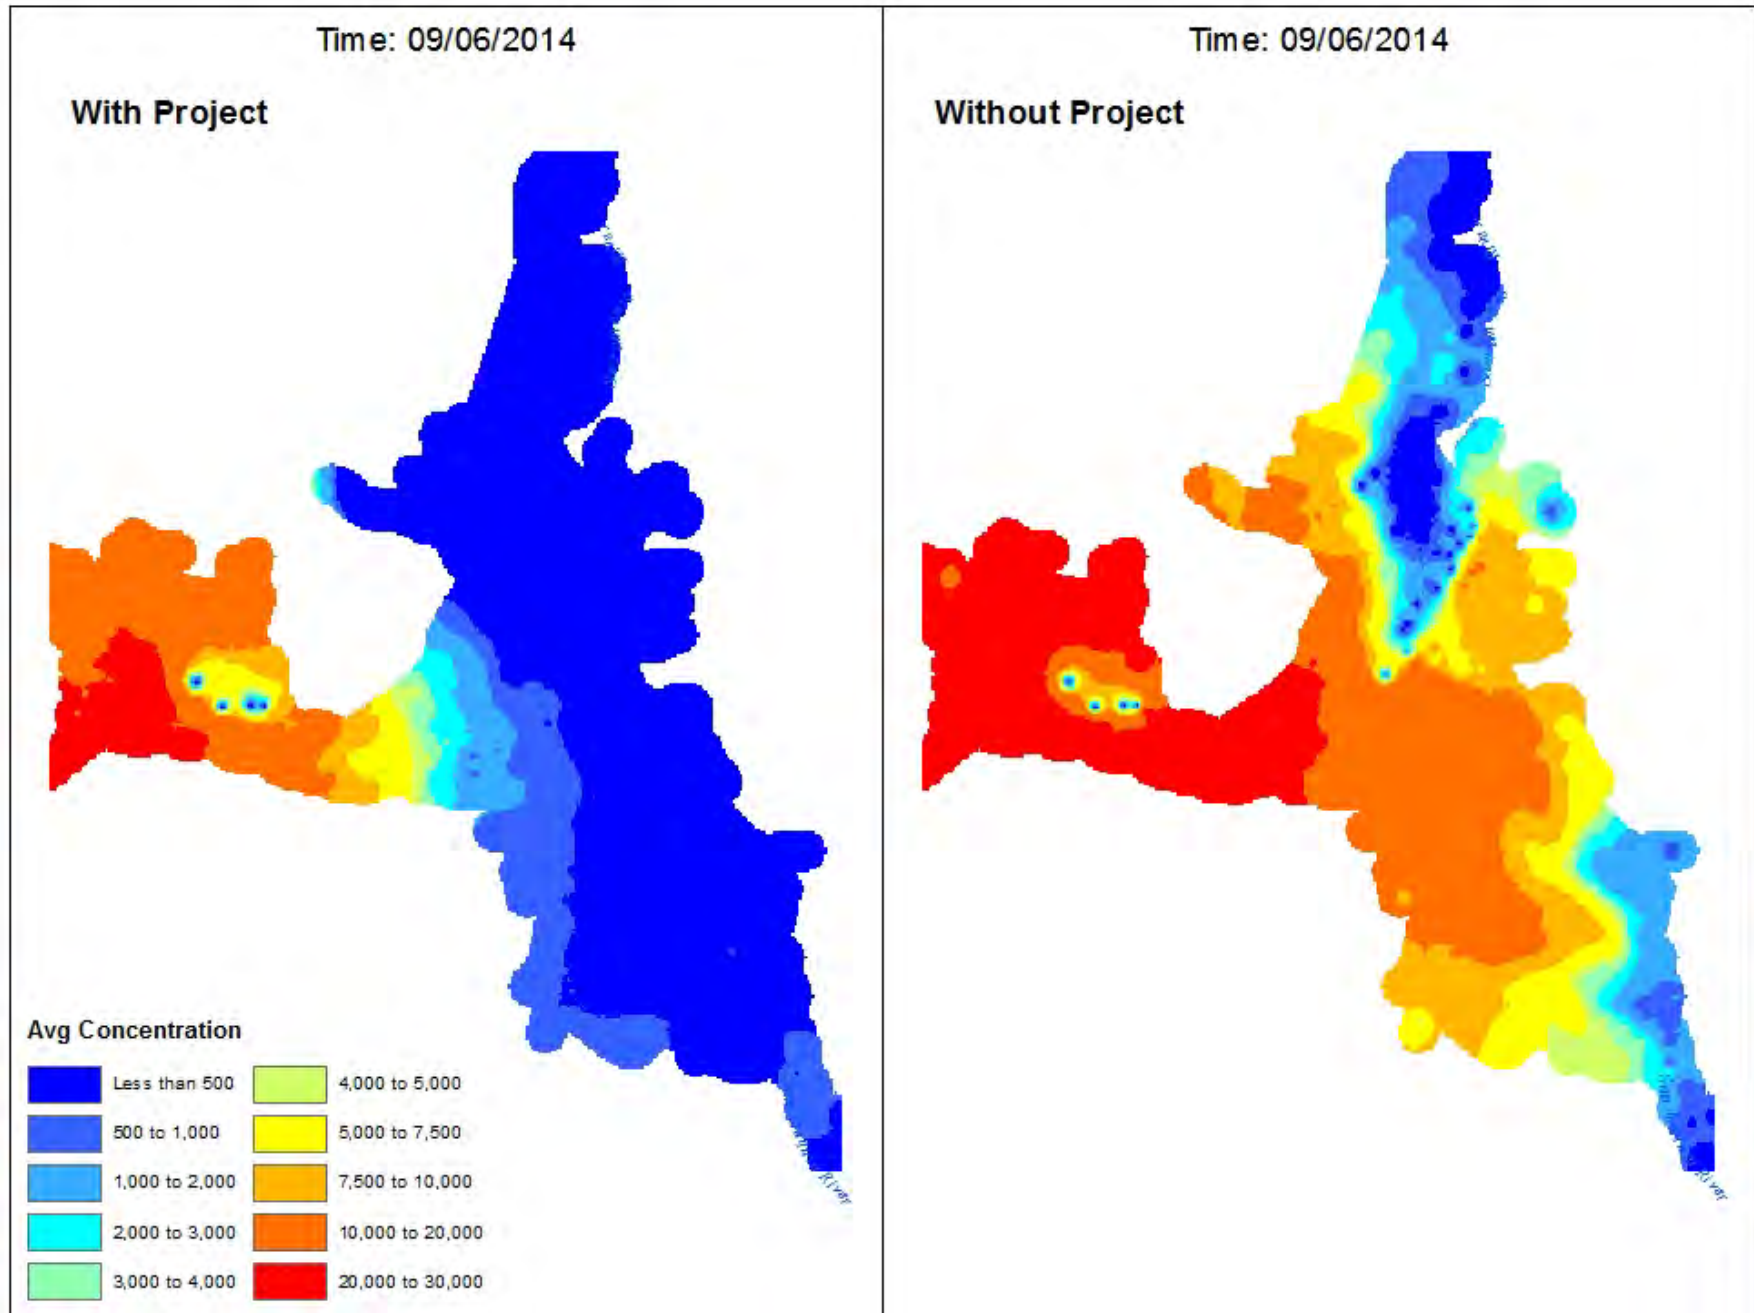 Time: 09/06/2014
With Project
Time: 09/06/2014
Without Project
Avg Concentration
Less than 500
500 to 1,000
1,000 to 2,000
2,000 to 3,000
3,000 to 4,000
4,000 to 5,000
5,000 to 7,500
7,500 to 10,000
10,000 to 20,000
20,000 to 30,000
River
River